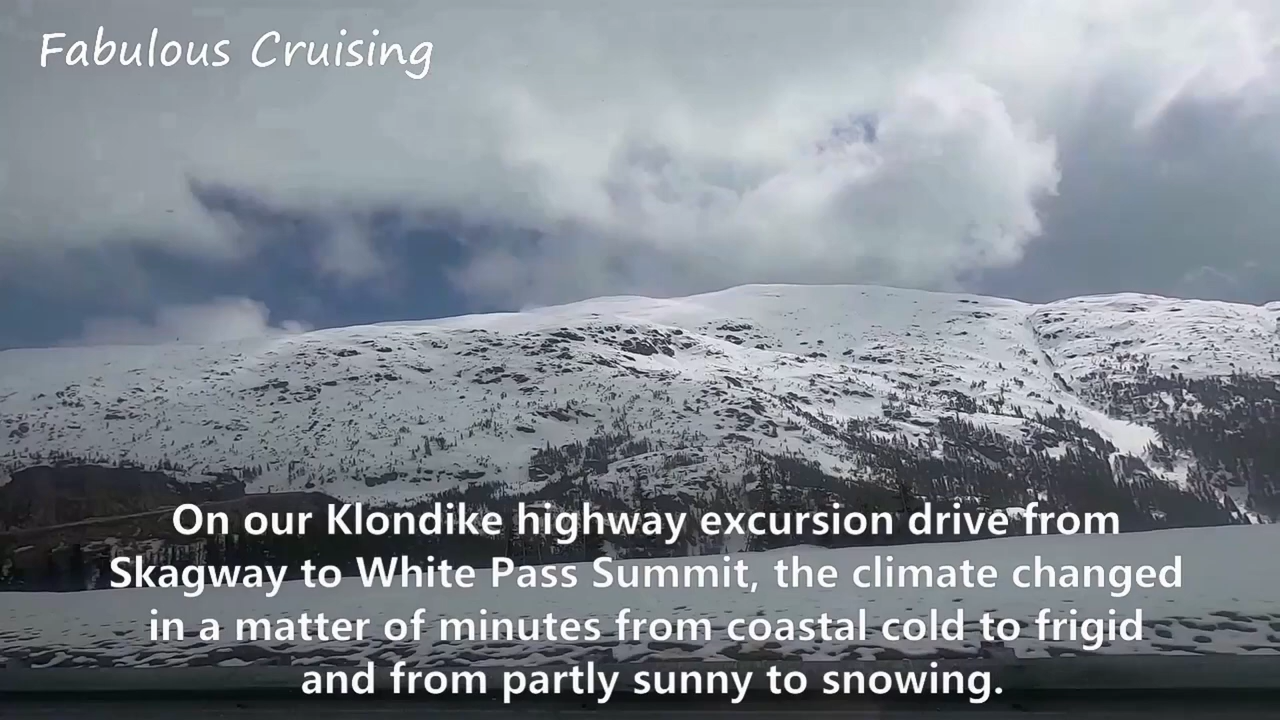 Fabulous Cruising
On our Klondike highway excursion drive from
Skagway to White Pass Summit, the climate changed
in a matter of minutes from coastal cold to frigid
and from partly sunny to snowing.